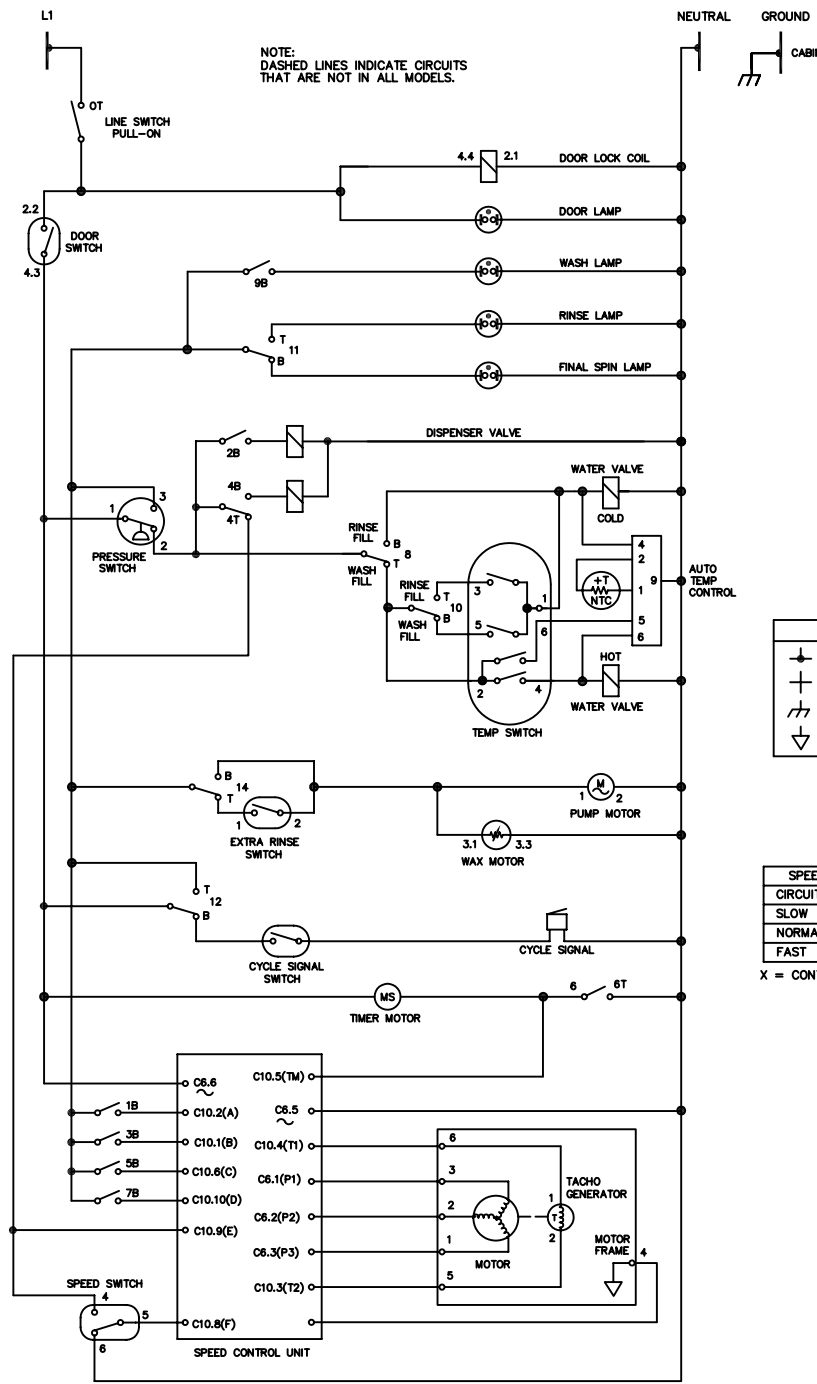 L1
NEUTRAL
GROUND
NOTE:
DASHED LINES INDICATE CIRCUITS
THAT ARE NOT IN ALL MODELS.
OT
LINE SWITCH
PULL-ON
4.4
2.1
DOOR LOCK COIL
2.2
DOOR
SWITCH
4.3
DOOR LAMP
9B
WASH LAMP
T
11
B
RINSE LAMP
FINAL SPIN LAMP
2B
DISPENSER VALVE
4B
4T
3
1
2
PRESSURE
SWITCH
RINSE
FILL
B
8
T
WASH
FILL
WATER VALVE
COLD
RINSE
FILL
T
10
B
WASH
FILL
3
1
5
6
2
4
TEMP SWITCH
4
2
+T
NTC
1
9
5
6
AUTO
TEMP
CONTROL
HOT
WATER VALVE
B
14
T
1
2
EXTRA RINSE
SWITCH
M
1
2
PUMP MOTOR
3.1
3.3
WAX MOTOR
T
12
B
CYCLE SIGNAL
SWITCH
CYCLE SIGNAL
MS
TIMER MOTOR
6
6T
C6.6
C10.5(TM)
1B
C10.2(A)
C6.5
3B
C10.1(B)
C10.4(T1)
5B
C10.6(C)
C6.1(P1)
7B
C10.10(D)
C6.2(P2)
C10.9(E)
C6.3(P3)
C10.3(T2)
SPEED SWITCH
4
5
6
C10.8(F)
SPEED CONTROL UNIT
6
3
2
1
5
MOTOR
1
T
2
TACHO
GENERATOR
MOTOR
FRAME
4
SLOW
FAST
X =